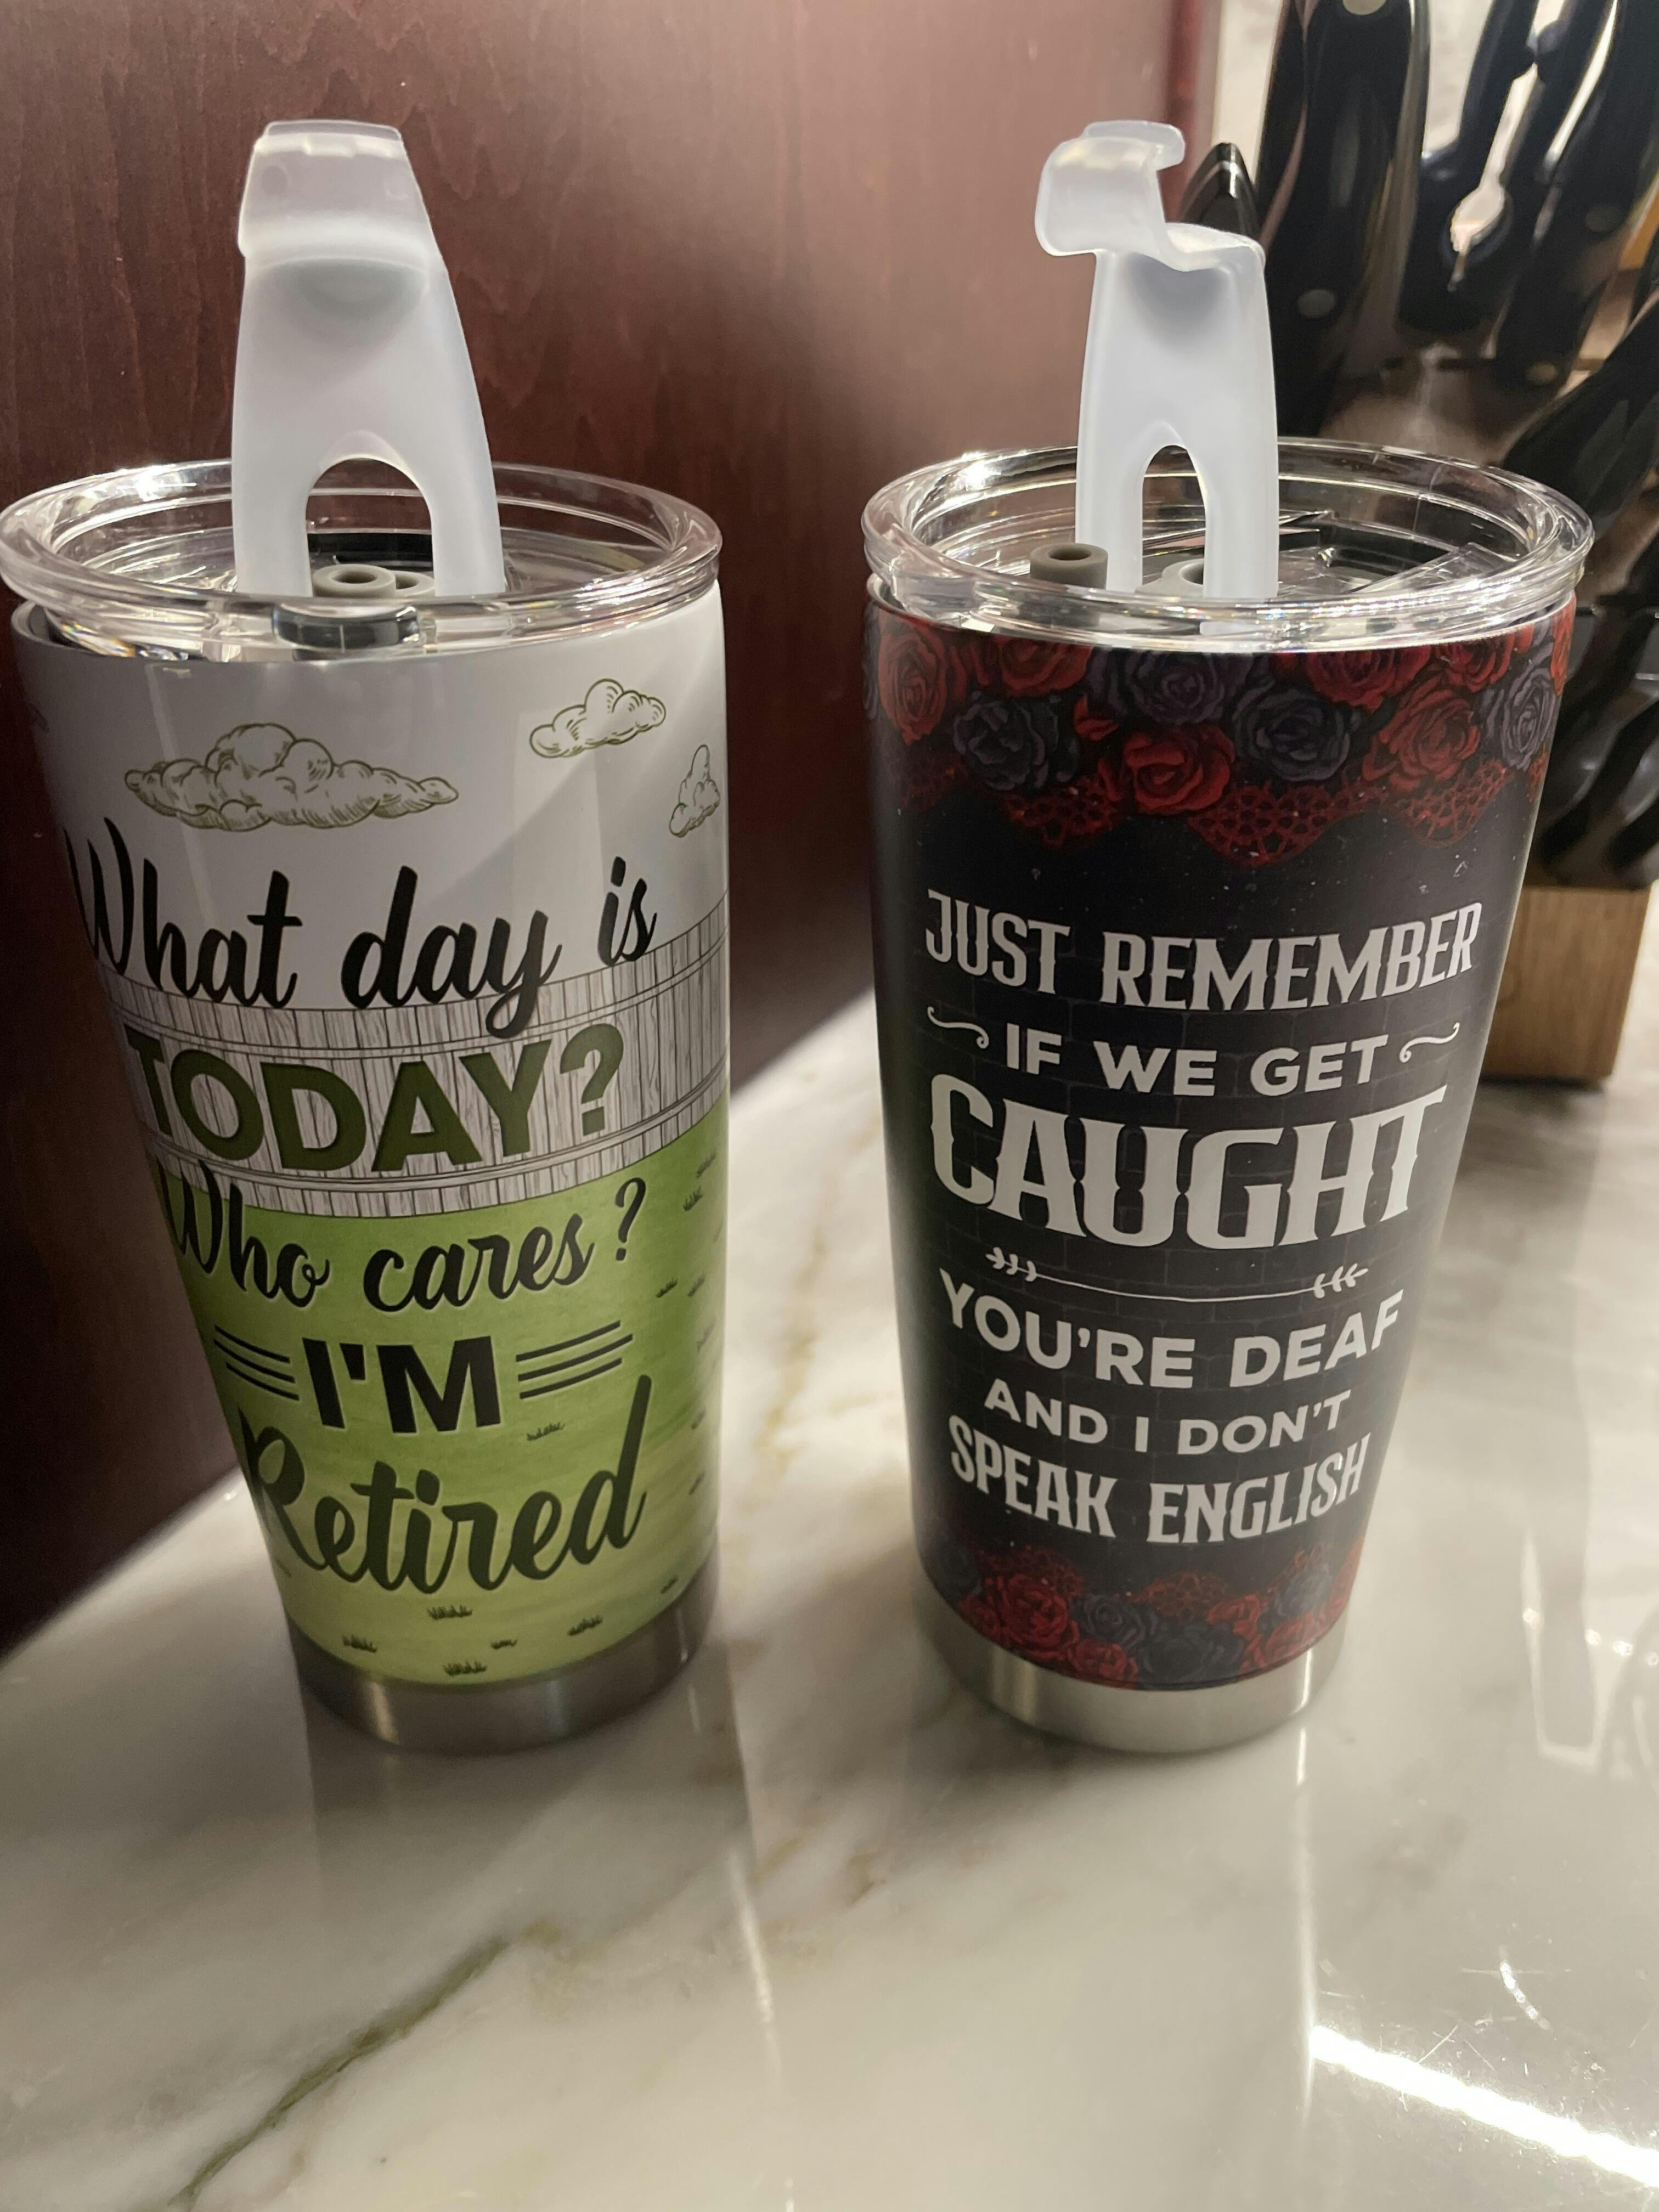 What day is
TODAY?
Who cares?
I'M
Retired
JUST REMEMBER
IF WE GET
CAUGHT
YOU'RE DEAF
AND I DON'T
SPEAK ENGLISH